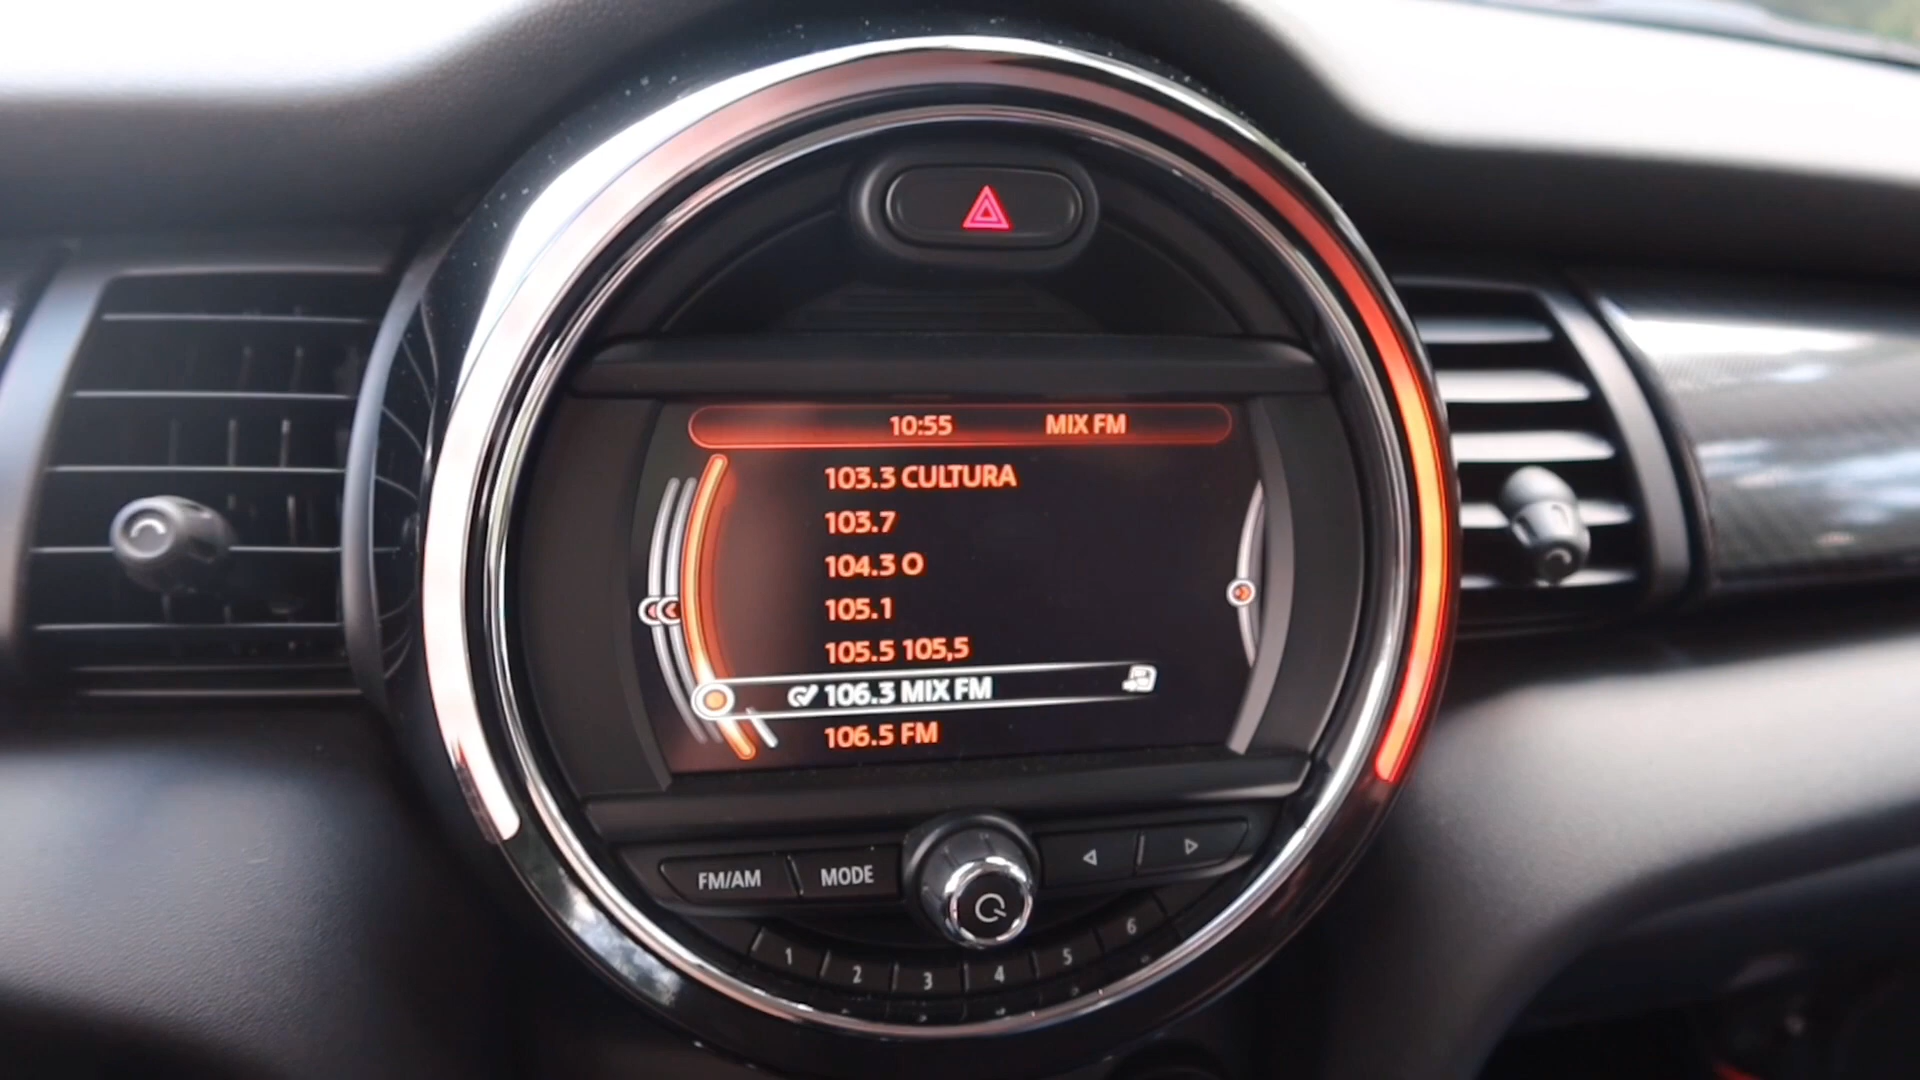 10:55 MIX FM
103.3 CULTURA
103.7
104.3 O
105.1
105.5 105,5
106.3 MIX FM
106.5 FM
FM/AM MODE
1 2 3 4 5 6